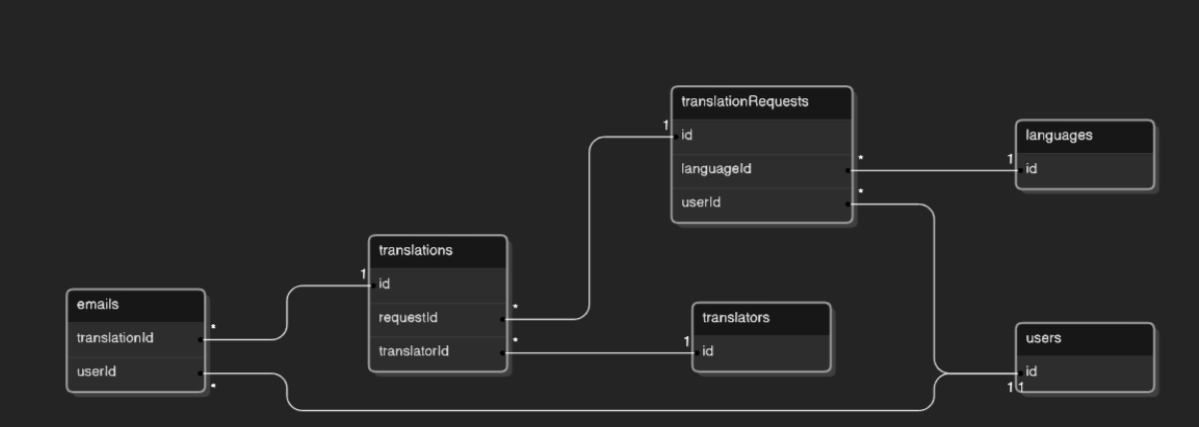 translationRequests
1
id
languageId
*
userId
*
languages
1
id
translations
1
id
requestId
*
translatorId
*
translators
1
id
emails
translationId
*
userId
*
users
id
1 1